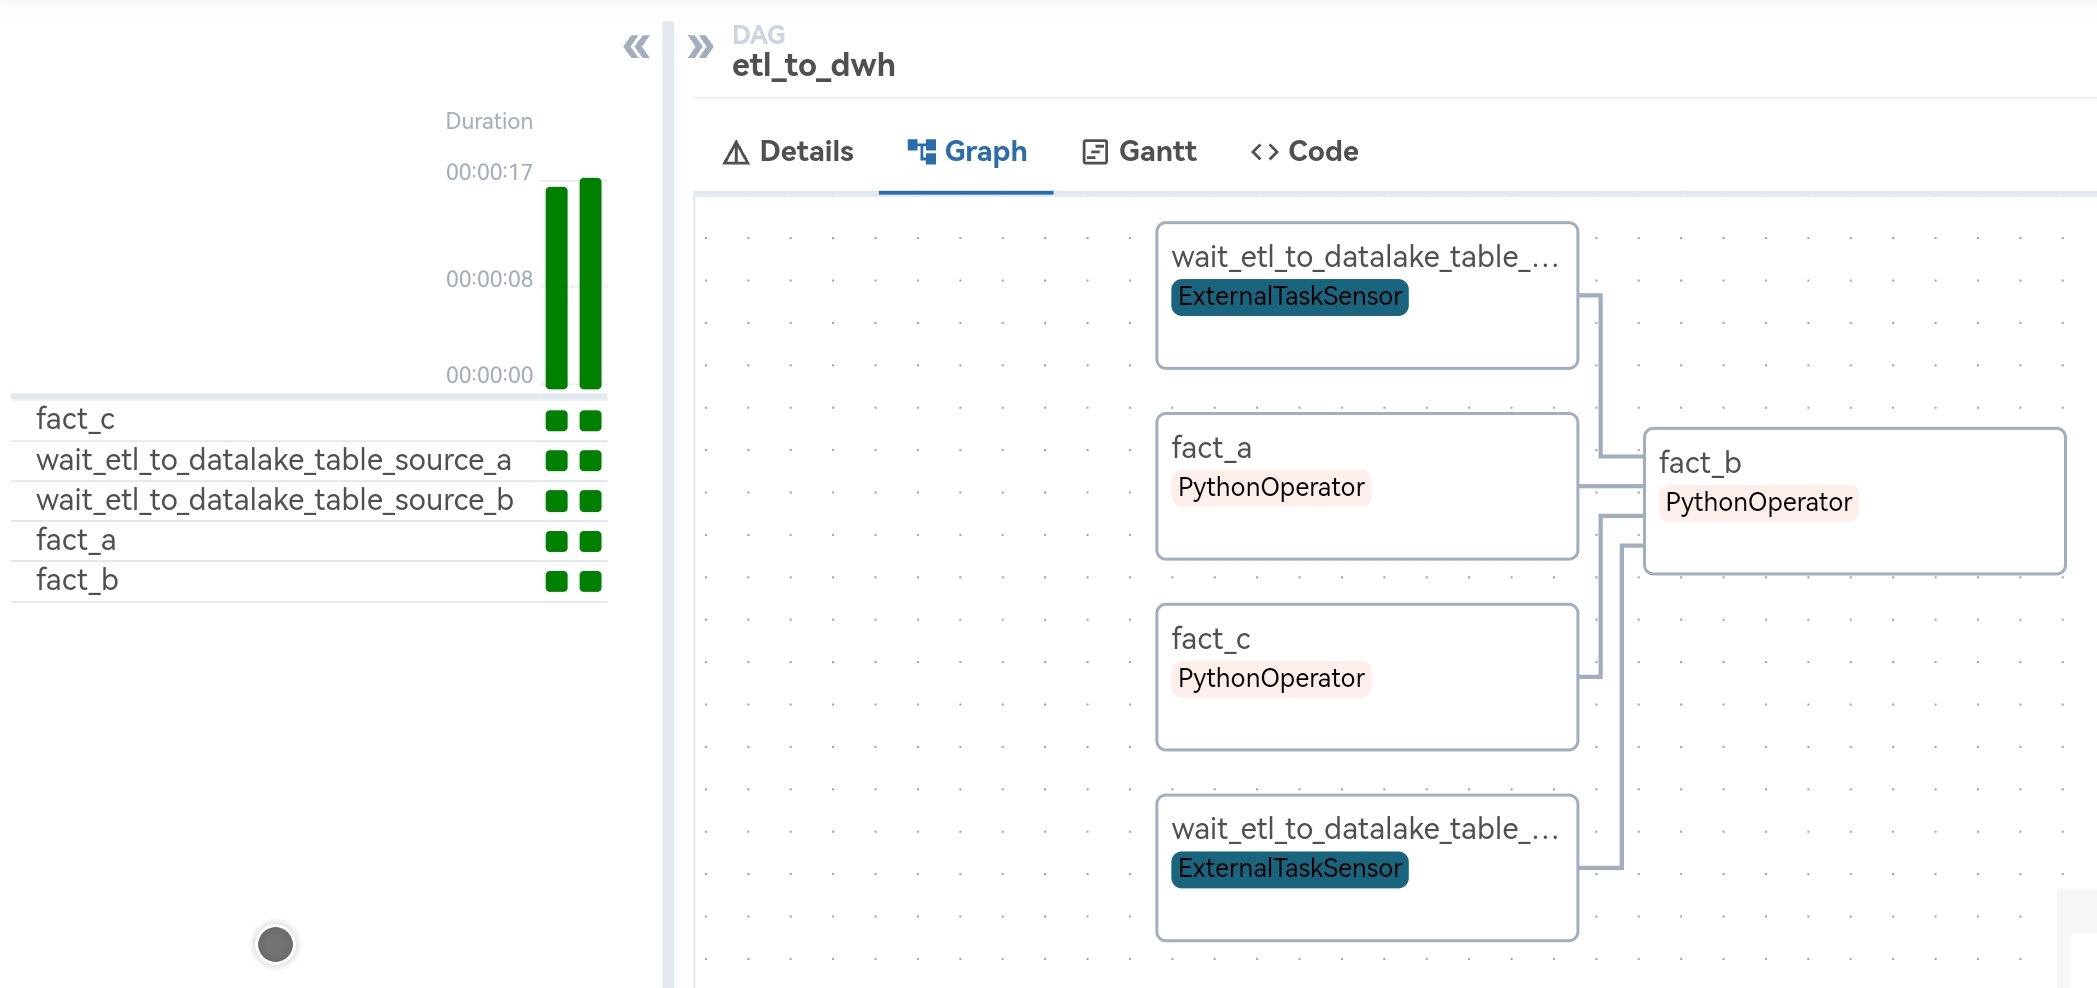 Duration
00:00:17
00:00:08
00:00:00
fact_c
wait_etl_to_datalake_table_source_a
wait_etl_to_datalake_table_source_b
fact_a
fact_b
DAG
etl_to_dwh
Details
Graph
Gantt
Code
wait_etl_to_datalake_table_...
ExternalTaskSensor
fact_a
PythonOperator
fact_b
PythonOperator
fact_c
PythonOperator
wait_etl_to_datalake_table_...
ExternalTaskSensor